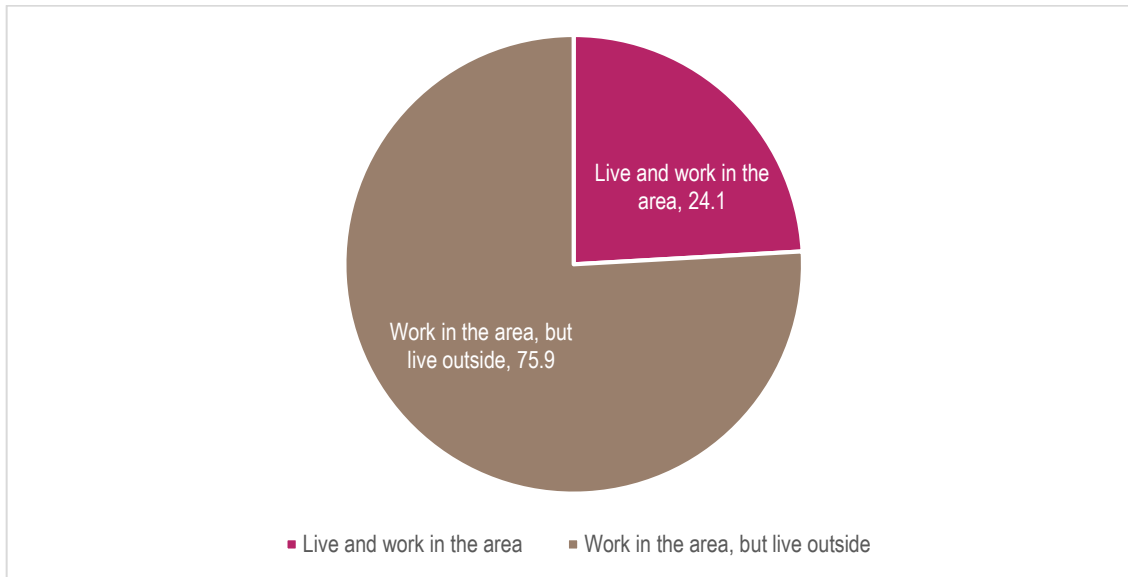 Live and work in the
area, 24.1
Work in the area, but
live outside, 75.9
Live and work in the area
Work in the area, but live outside